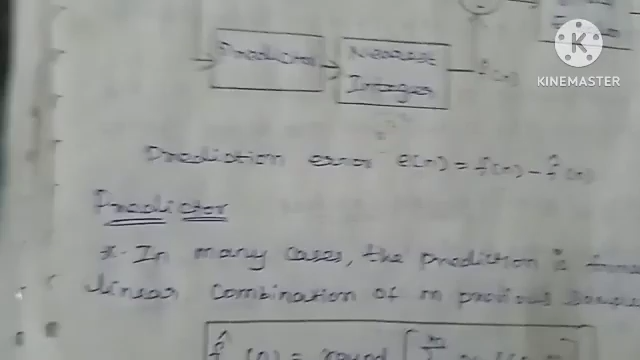 K
KINEMASTER
Predictor
Nearest
Integer
f̂(n)
Prediction error e(n) = f(n) - f̂(n)
Predictor
* In many cases, the prediction is
linear combination of m previous
f̂ (n) = round [